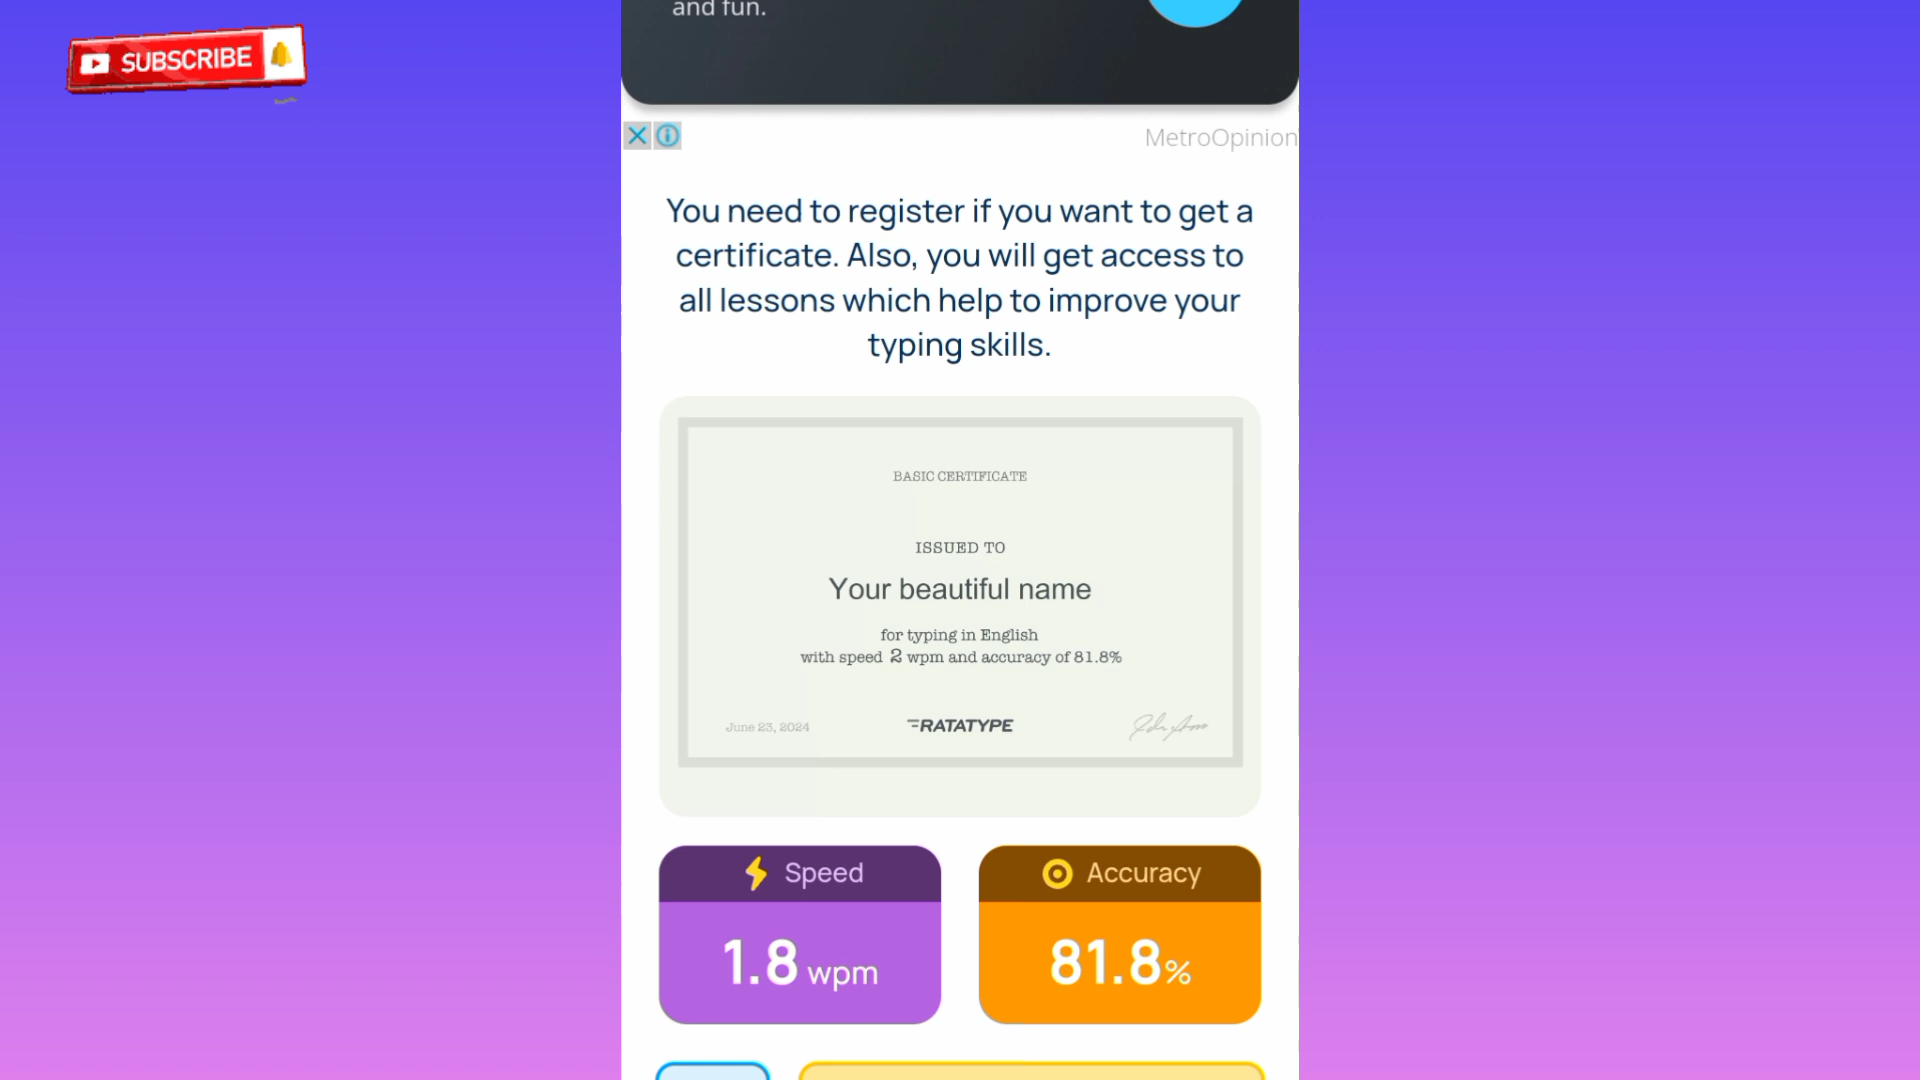 SUBSCRIBE
and fun.
MetroOpinion
You need to register if you want to get a
certificate. Also, you will get access to
all lessons which help to improve your
typing skills.
BASIC CERTIFICATE
ISSUED TO
Your beautiful name
for typing in English
with speed 2 wpm and accuracy of 81.8%
June 23, 2024
RATATYPE
Speed
Accuracy
1.8 wpm
81.8%